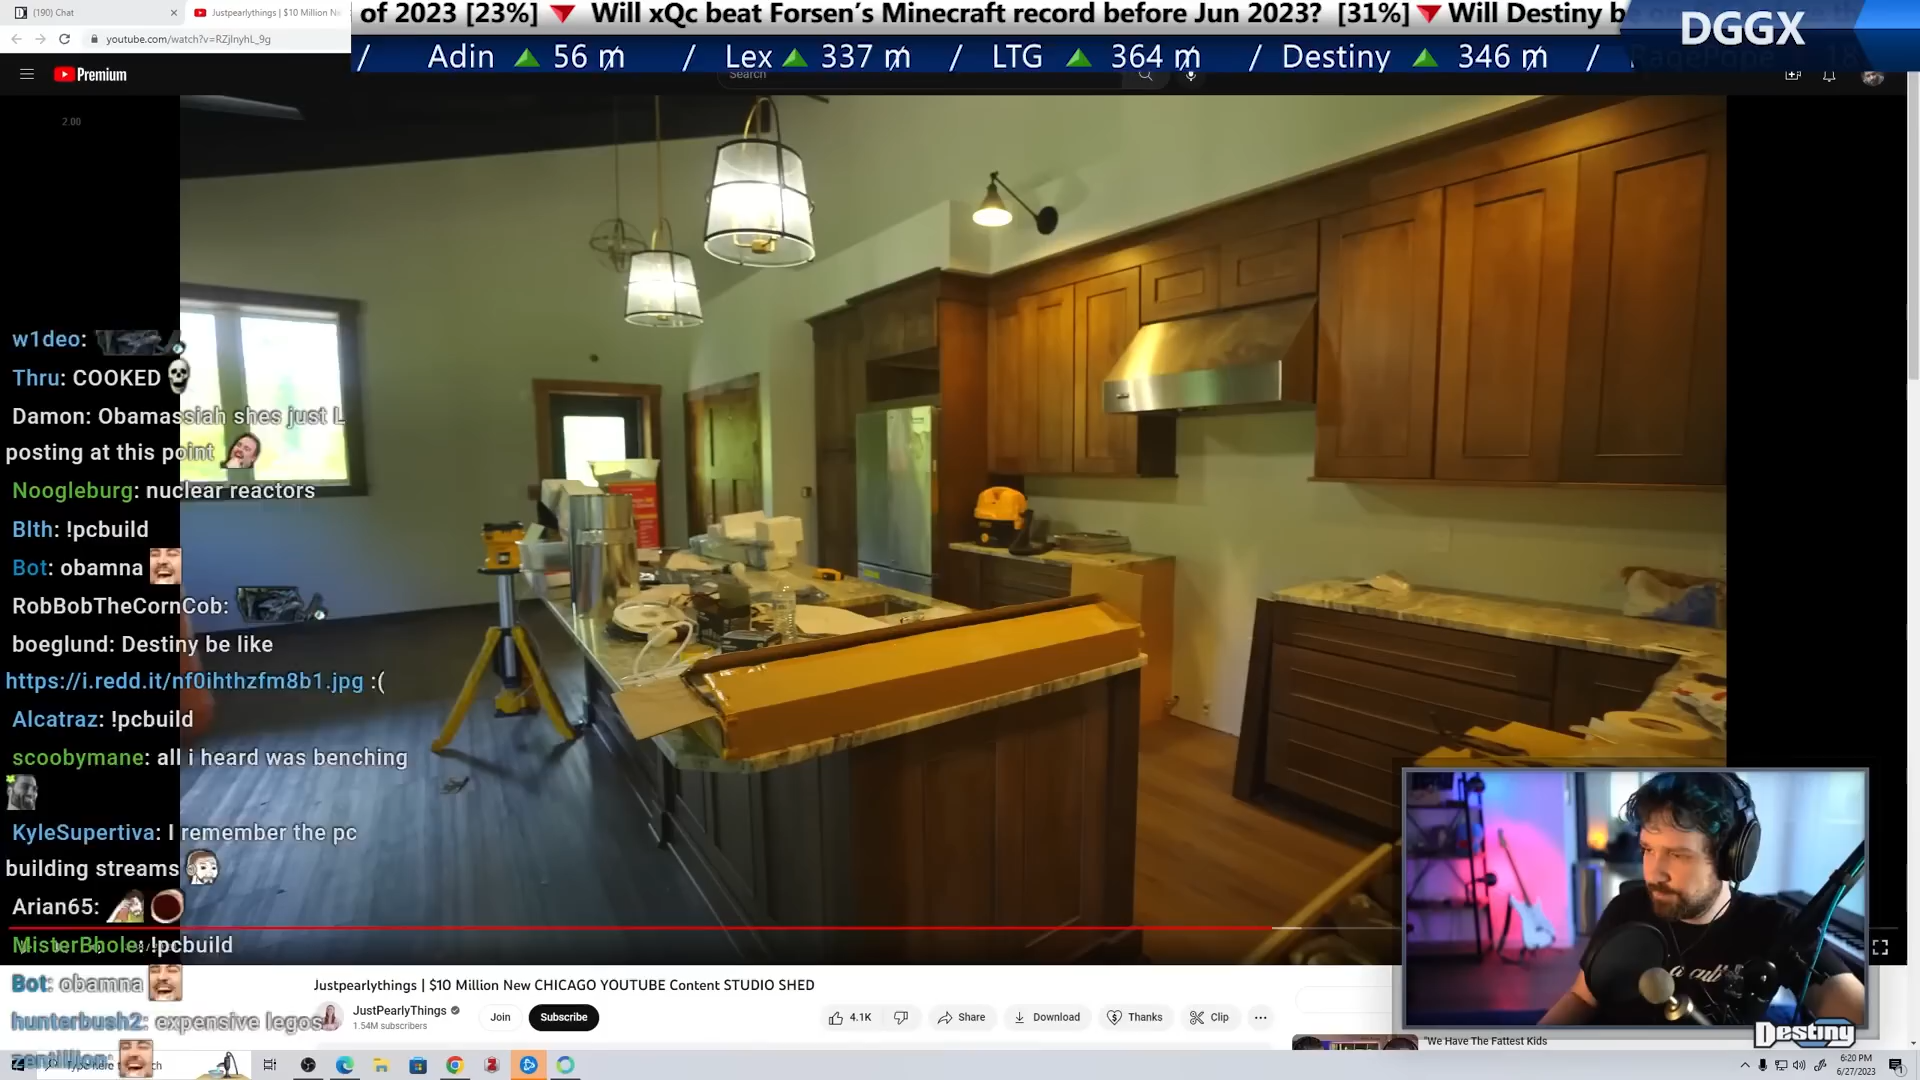 (190) Chat
Justpearlythings | $10 Million N
of 2023 [23%] Will xQc beat Forsen's Minecraft record before Jun 2023? [31%] Will Destiny b
DGGX
youtube.com/watch?v=RZjlnyhL_9g
/ Adin 56 m / Lex 337 m / LTG 364 m / Destiny 346 m / RagePope 18
Premium
Search
2.00
w1deo:
Thru: COOKED
Damon: Obamassiah shes just L
posting at this point
Noogleburg: nuclear reactors
Blth: !pcbuild
Bot: obamna
RobBobTheCornCob:
boeglund: Destiny be like
https://i.redd.it/nf0ihthzfm8b1.jpg :(
Alcatraz: !pcbuild
scoobymane: all i heard was benching
KyleSupertiva: I remember the pc
building streams
Arian65:
MisterBhole: !pcbuild
Bot: obamna
hunterbush2: expensive legos
Justpearlythings | $10 Million New CHICAGO YOUTUBE Content STUDIO SHED
JustPearlyThings
1.54M subscribers
Join
Subscribe
4.1K
Share
Download
Thanks
Clip
Destiny
"We Have The Fattest Kids
6:20 PM
6/27/2023